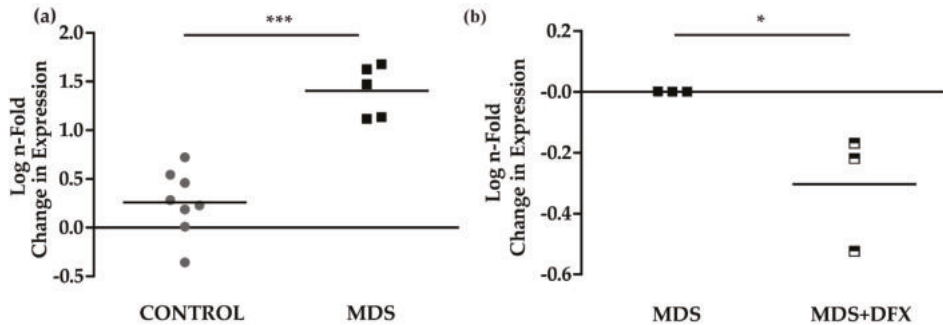 (a)
***
2.0
1.5
1.0
0.5
0.0
-0.5
Log n-Fold
Change in Expression
CONTROL MDS
(b)
*
0.2
-0.0
-0.2
-0.4
-0.6
Log n-Fold
Change in Expression
MDS MDS+DFX